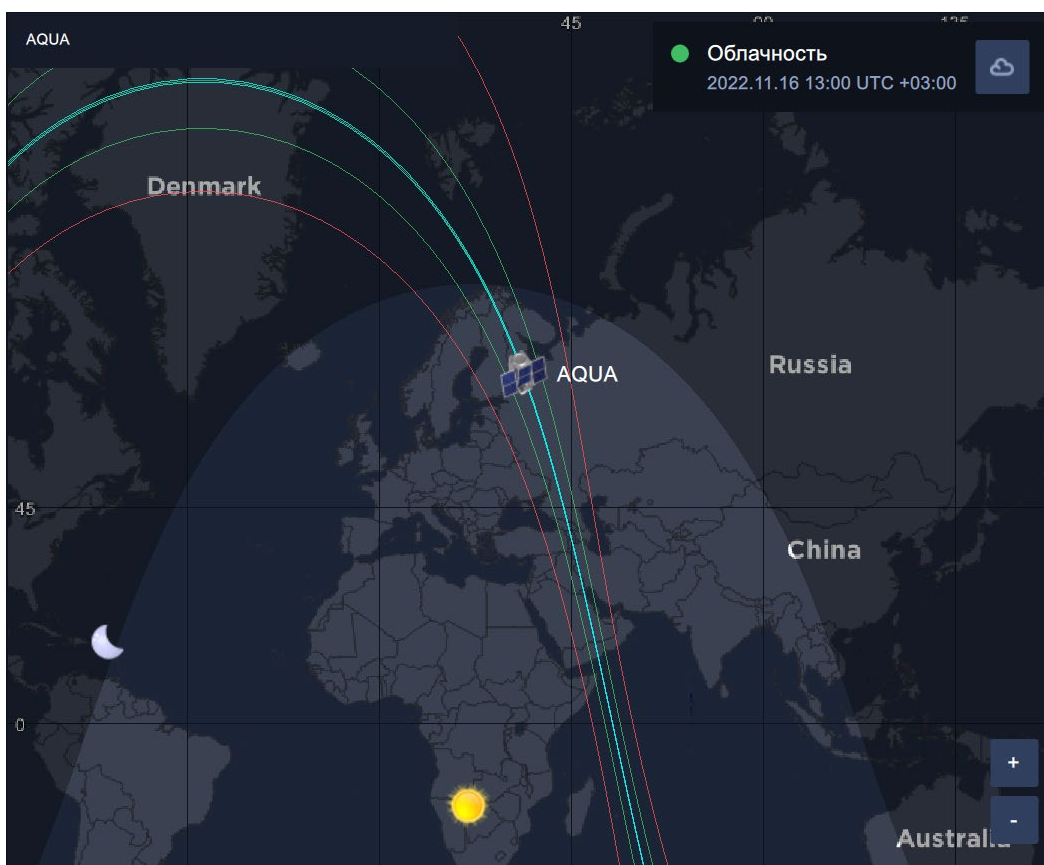 AQUA
45
Облачность
2022.11.16 13:00 UTC +03:00
Denmark
Russia
AQUA
45
China
0
+
-